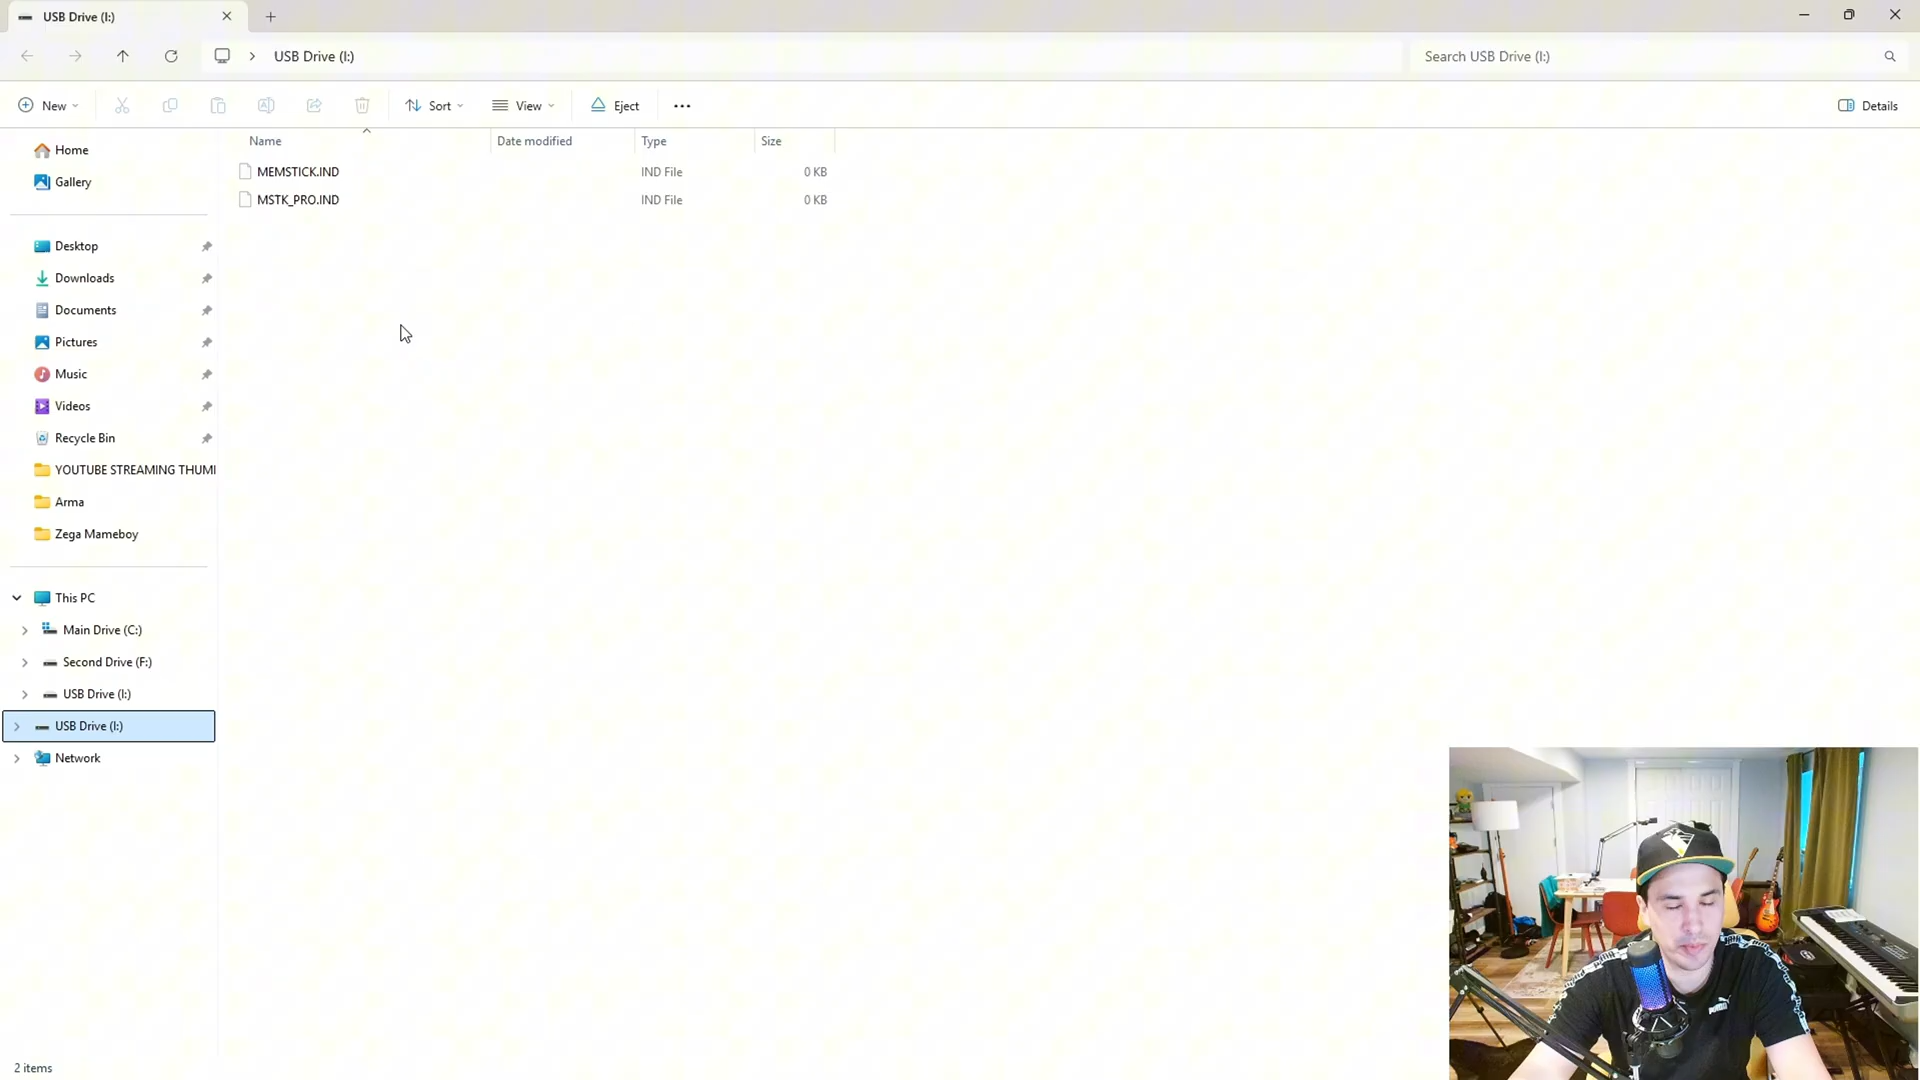 USB Drive (I:)
USB Drive (I:)
Search USB Drive (I:)
New
Sort
View
Eject
Details
Name
Date modified
Type
Size
MEMSTICK.IND
IND File
0 KB
MSTK_PRO.IND
IND File
0 KB
Home
Gallery
Desktop
Downloads
Documents
Pictures
Music
Videos
Recycle Bin
YOUTUBE STREAMING THUMI
Arma
Zega Mameboy
This PC
Main Drive (C:)
Second Drive (F:)
USB Drive (I:)
USB Drive (I:)
Network
2 items